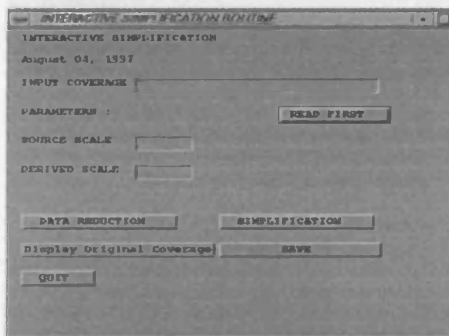 INTERACTIVE SIMPLIFICATION ROUTINE
INTERACTIVE SIMPLIFICATION
August 04, 1997
INPUT COVERAGE
PARAMETERS :
READ FIRST
SOURCE SCALE
DERIVED SCALE
DATA REDUCTION
SIMPLIFICATION
Display Original Coverage
SAVE
QUIT